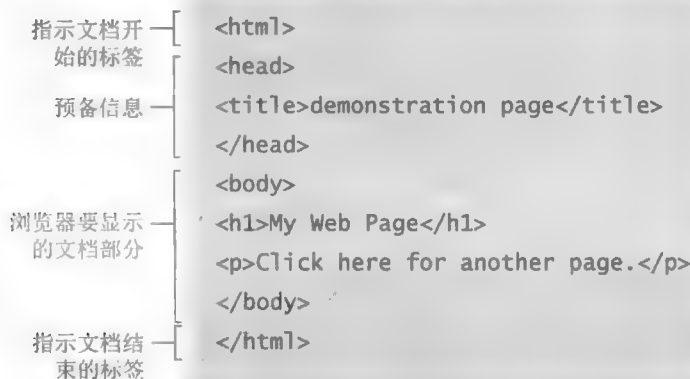 指示文档开
始的标签
<html>
<head>
预备信息
<title>demonstration page</title>
</head>
<body>
浏览器要显示
的文档部分
<h1>My Web Page</h1>
<p>Click here for another page.</p>
</body>
指示文档结
束的标签
</html>